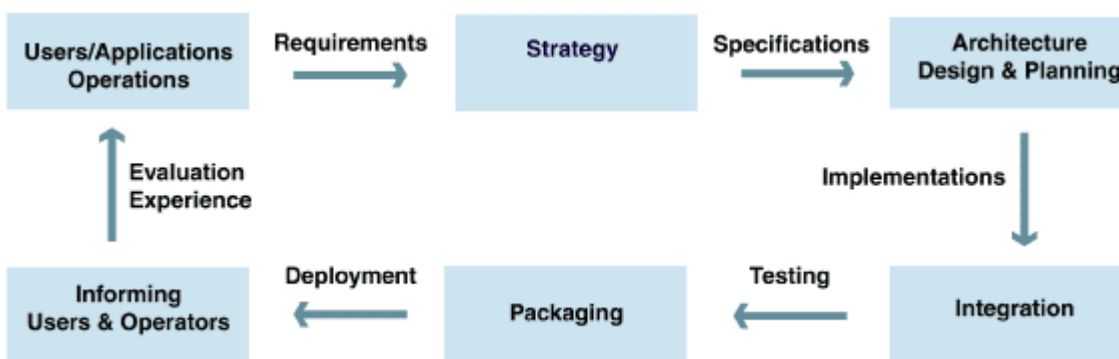 Users/Applications
Operations
Requirements
Strategy
Specifications
Architecture
Design & Planning
Evaluation
Experience
Implementations
Informing
Users & Operators
Deployment
Packaging
Testing
Integration